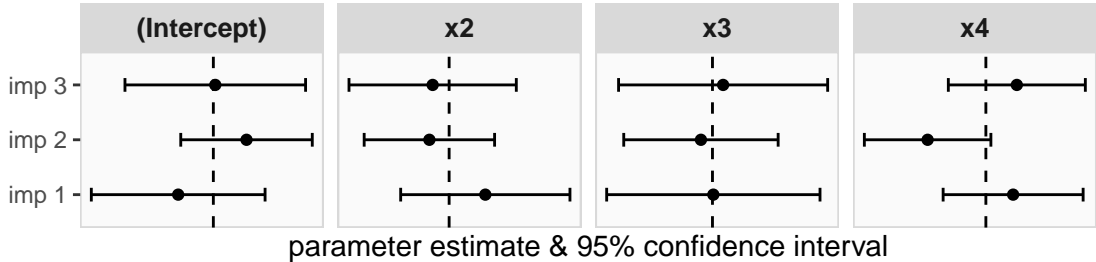 (Intercept) x2 x3 x4
imp 3
imp 2
imp 1
parameter estimate & 95% confidence interval